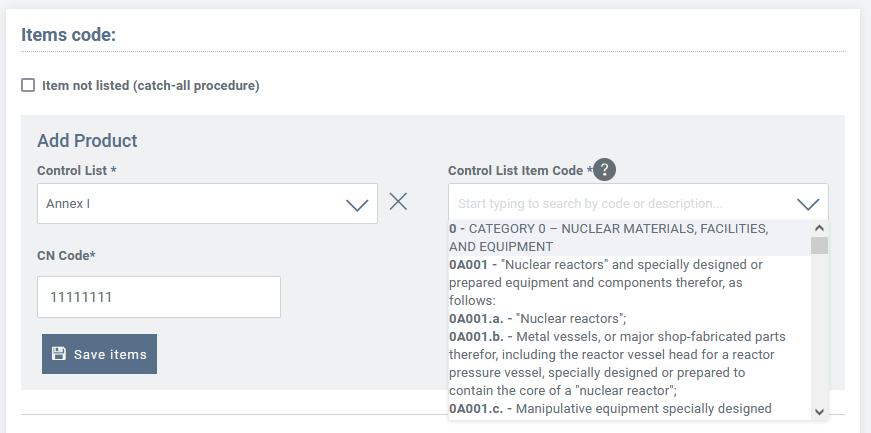 Items code:
Item not listed (catch-all procedure)
Add Product
Control List *
Annex I
Control List Item Code *
?
Start typing to search by code or description...
0 - CATEGORY 0 – NUCLEAR MATERIALS, FACILITIES,
AND EQUIPMENT
0A001 - "Nuclear reactors" and specially designed or
prepared equipment and components therefor, as
follows:
0A001.a. - "Nuclear reactors";
0A001.b. - Metal vessels, or major shop-fabricated parts
therefor, including the reactor vessel head for a reactor
pressure vessel, specially designed or prepared to
contain the core of a "nuclear reactor";
0A001.c. - Manipulative equipment specially designed
CN Code*
11111111
Save items